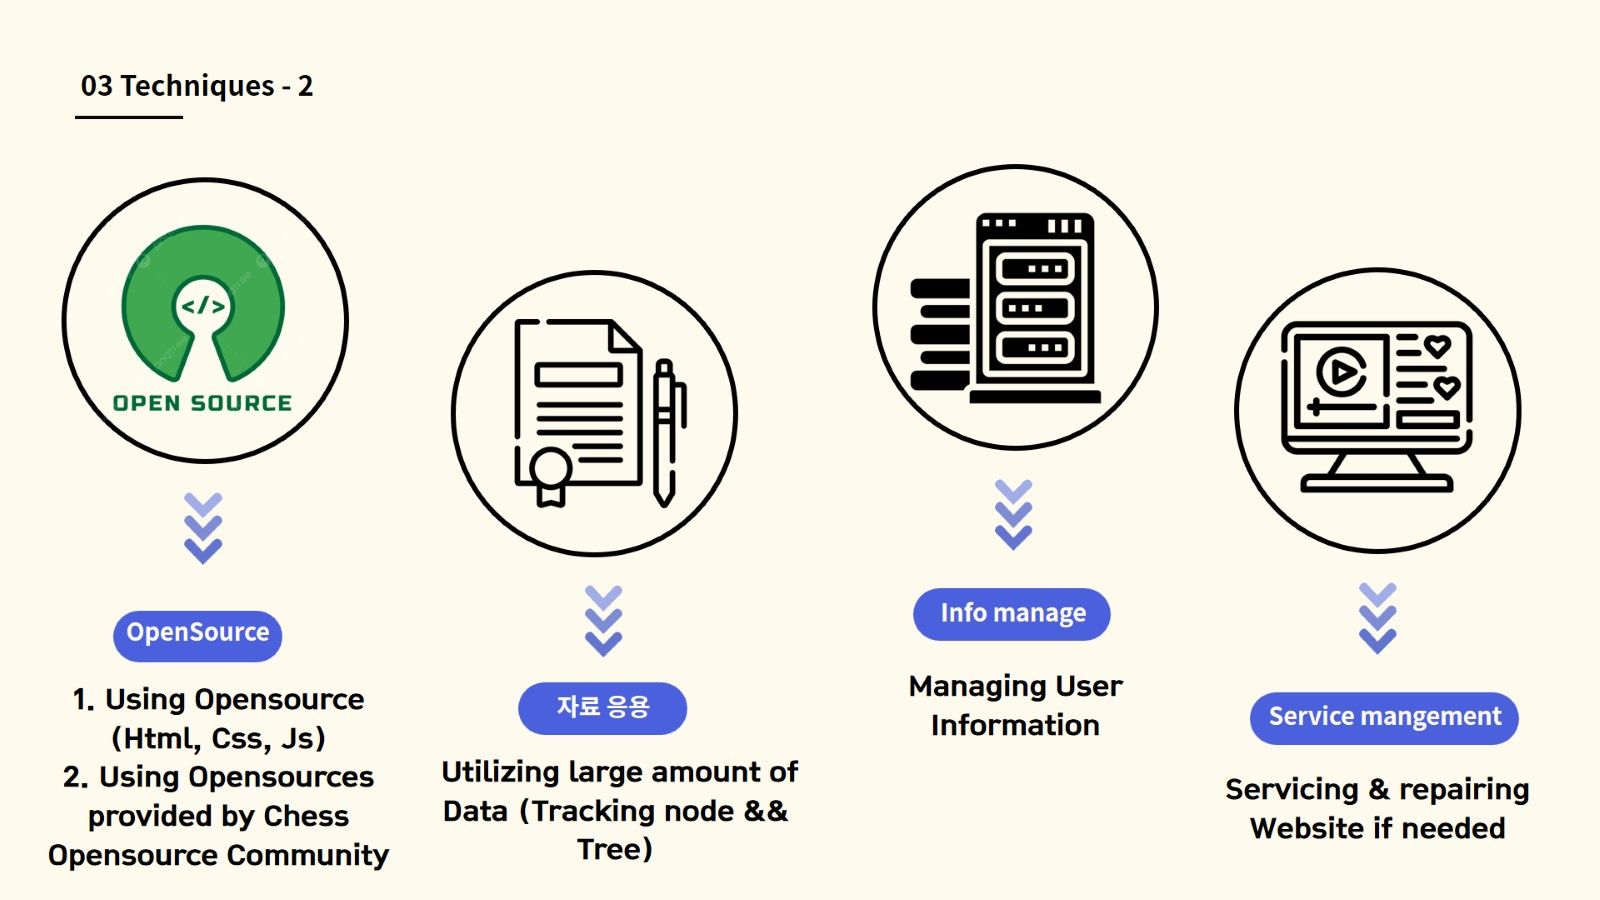 03 Techniques - 2
</>
OPEN SOURCE
OpenSource
1. Using Opensource
(Html, Css, Js)
2. Using Opensources
provided by Chess
Opensource Community
자료 응용
Utilizing large amount of
Data (Tracking node &&
Tree)
Info manage
Managing User
Information
Service mangement
Servicing & repairing
Website if needed